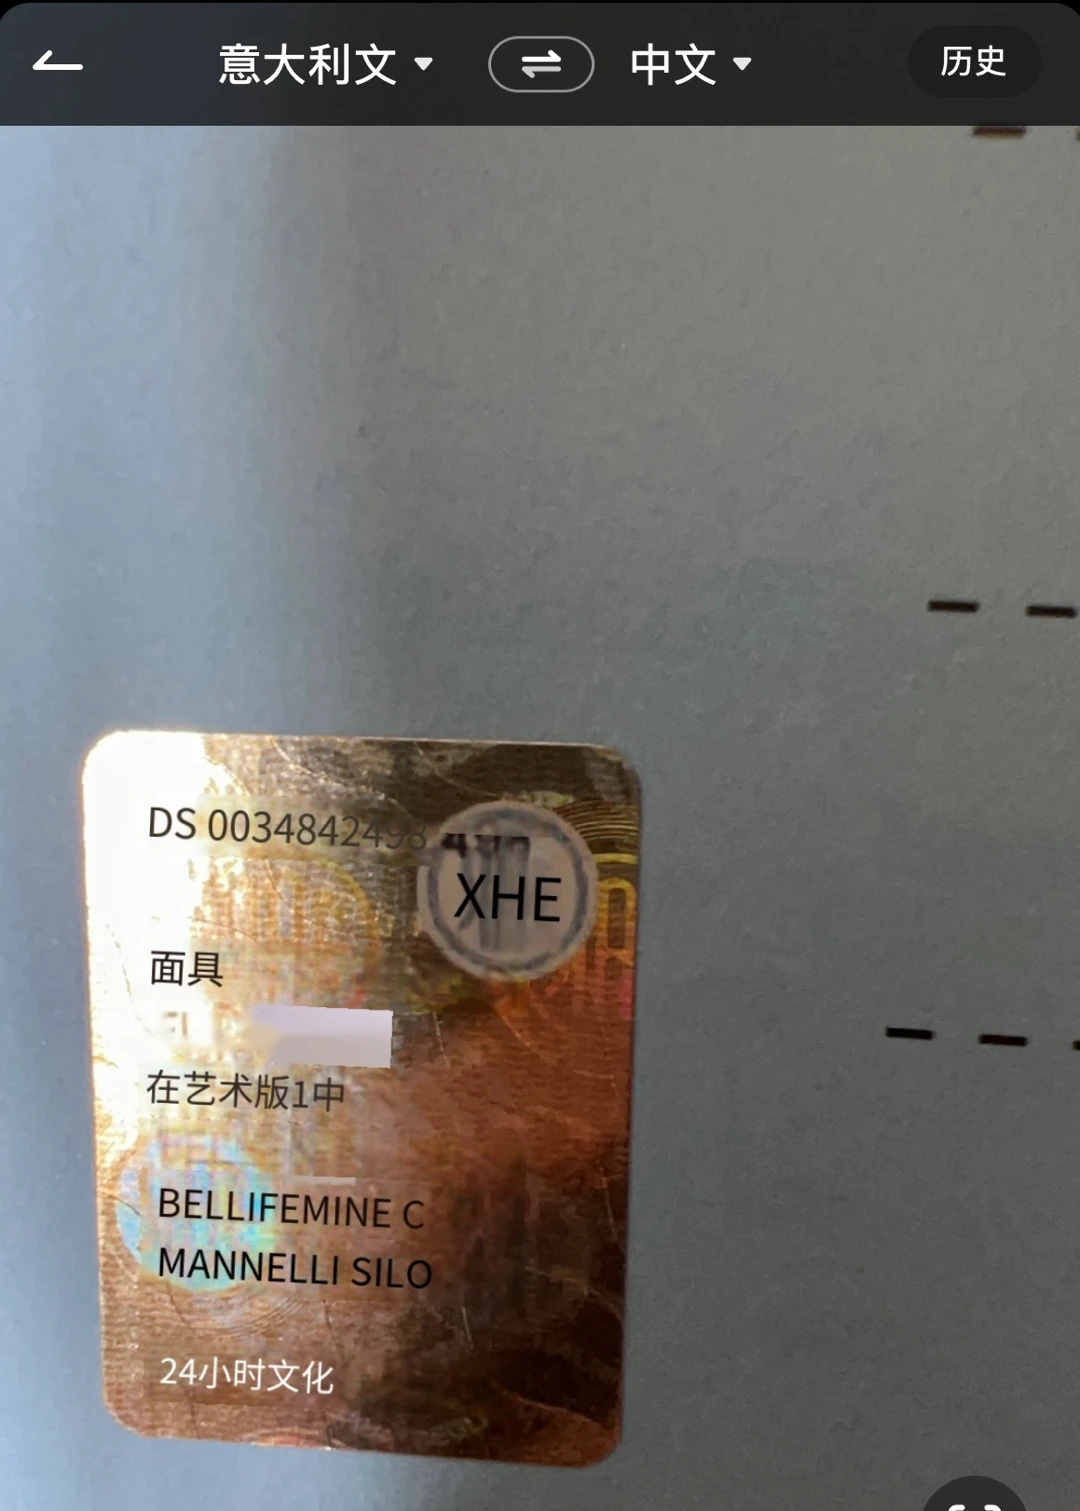 意大利文
中文
历史
DS 0034842498
XHE
面具
在艺术版1中
BELLIFEMINE C
MANNELLI SILO
24小时文化